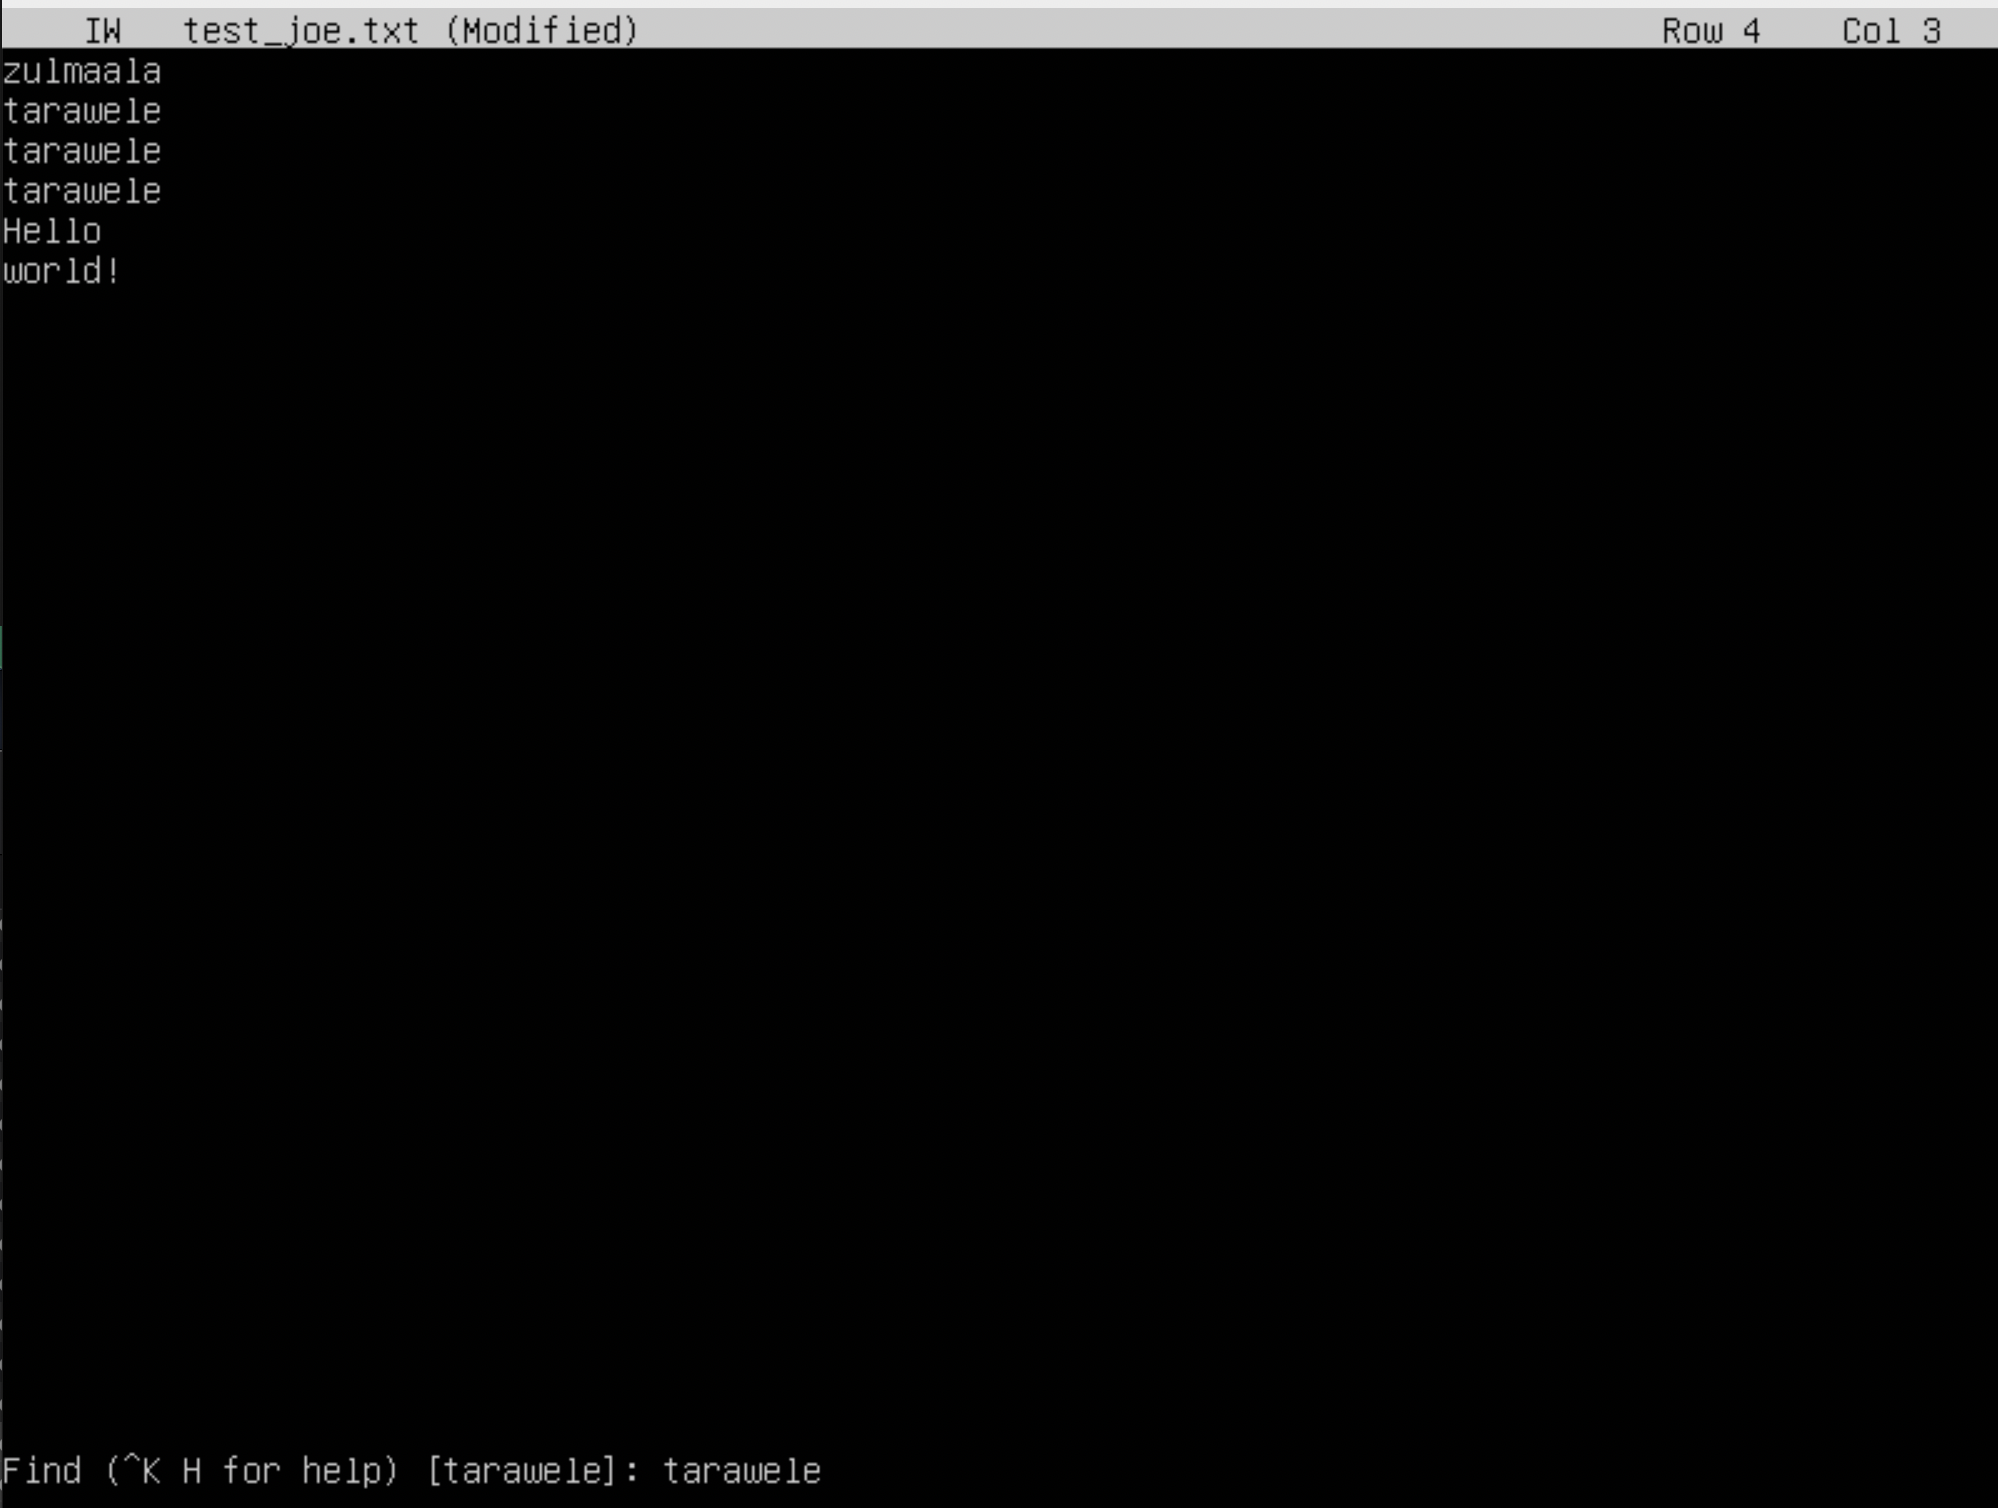 IW   test_joe.txt (Modified)                                                   Row 4    Col 3
zulmaala
tarawele
tarawele
tarawele
Hello
world!
Find (^K H for help) [tarawele]: tarawele